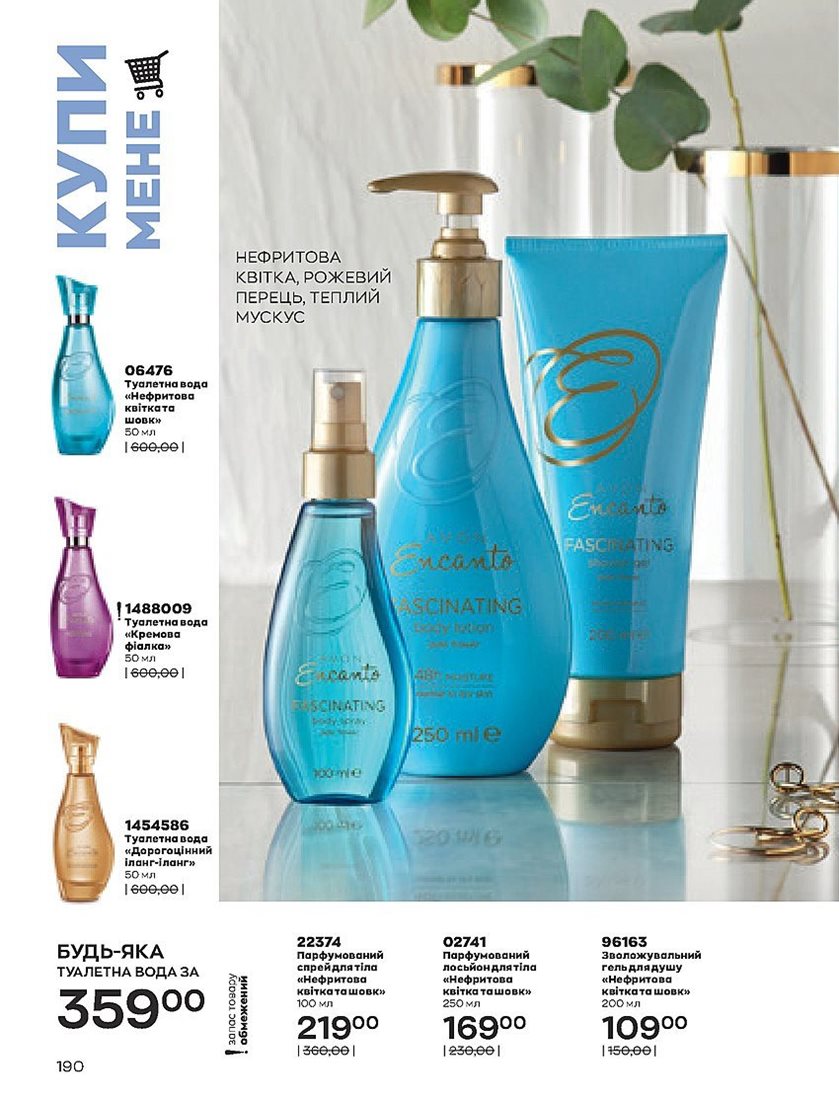 КУПИ
МЕНЕ
НЕФРИТОВА
КВІТКА, РОЖЕВИЙ
ПЕРЕЦЬ, ТЕПЛИЙ
МУСКУС
06476
Туалетна вода
«Нефритова
квітка та
шовк»
50 мл
| 600,00 |
! 1488009
Туалетна вода
«Кремова
фіалка»
50 мл
| 600,00 |
1454586
Туалетна вода
«Дорогоцінний
іланг-іланг»
50 мл
| 600,00 |
AVON
Encanto
FASCINATING
body spray
100 ml e
AVON
Encanto
FASCINATING
body lotion
48h MOISTURE
250 ml e
AVON
Encanto
FASCINATING
shower gel
200 ml e
БУДЬ-ЯКА
ТУАЛЕТНА ВОДА ЗА
35900
! запас товару
обмежений
22374
Парфумований
спрей для тіла
«Нефритова
квітка та шовк»
100 мл
21900
| 360,00 |
02741
Парфумований
лосьйон для тіла
«Нефритова
квітка та шовк»
250 мл
16900
| 230,00 |
96163
Зволожувальний
гель для душу
«Нефритова
квітка та шовк»
200 мл
10900
| 150,00 |
190